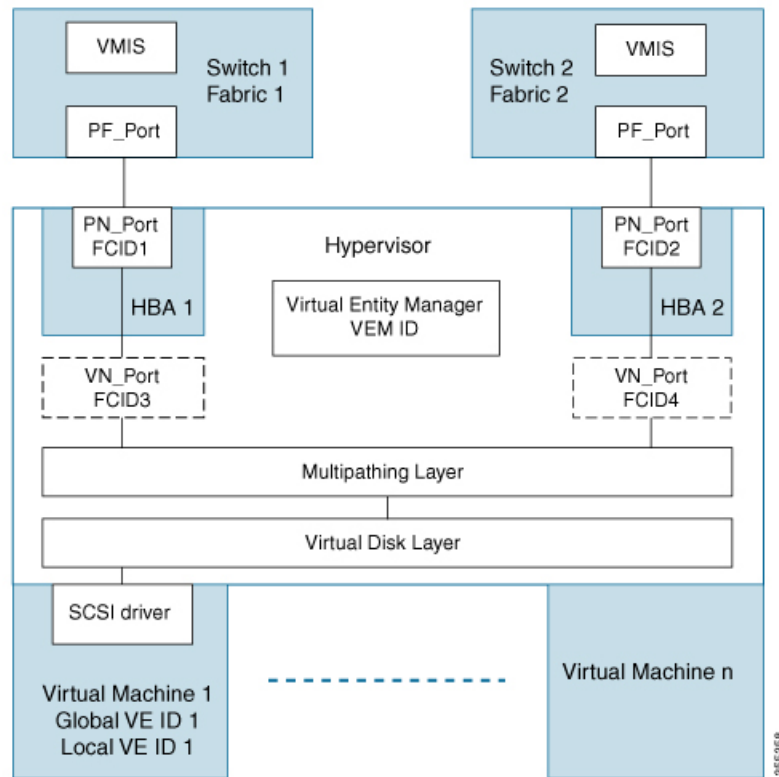 VMIS
Switch 1
Fabric 1
PF_Port
VMIS
Switch 2
Fabric 2
PF_Port
PN_Port
FCID1
HBA 1
Hypervisor
Virtual Entity Manager
VEM ID
PN_Port
FCID2
HBA 2
VN_Port
FCID3
VN_Port
FCID4
Multipathing Layer
Virtual Disk Layer
SCSI driver
Virtual Machine 1
Global VE ID 1
Local VE ID 1
Virtual Machine n